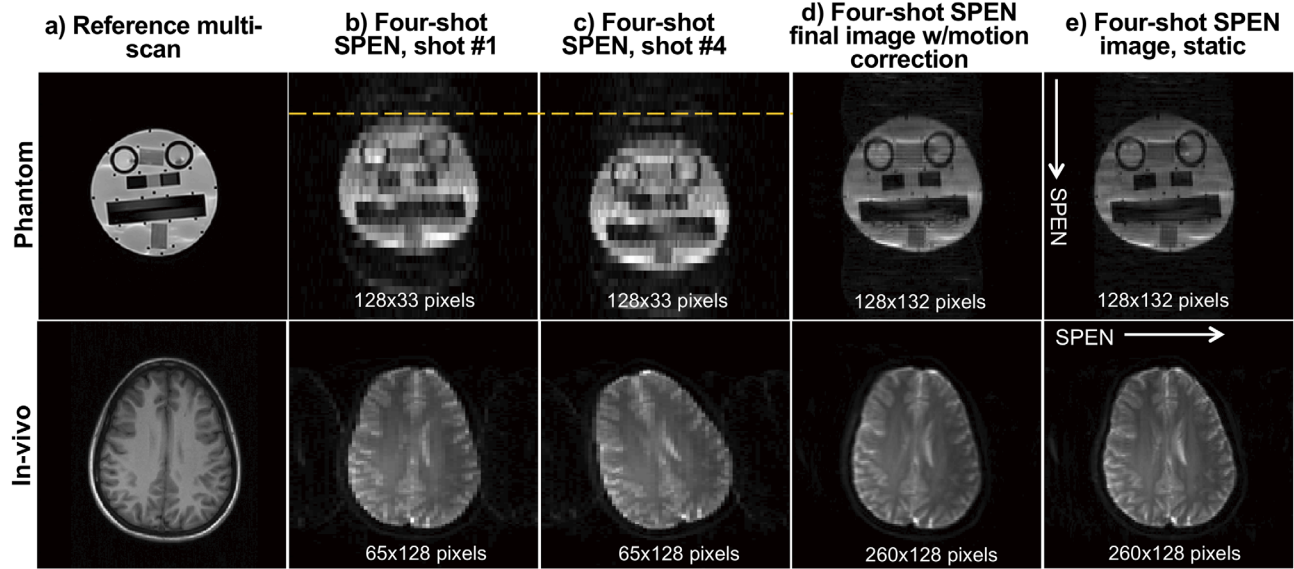 a) Reference multi-
scan
b) Four-shot
SPEN, shot #1
c) Four-shot
SPEN, shot #4
d) Four-shot SPEN
final image w/motion
correction
e) Four-shot SPEN
image, static
Phantom
128x33 pixels
128x33 pixels
128x132 pixels
SPEN
128x132 pixels
In-vivo
65x128 pixels
65x128 pixels
260x128 pixels
SPEN
260x128 pixels